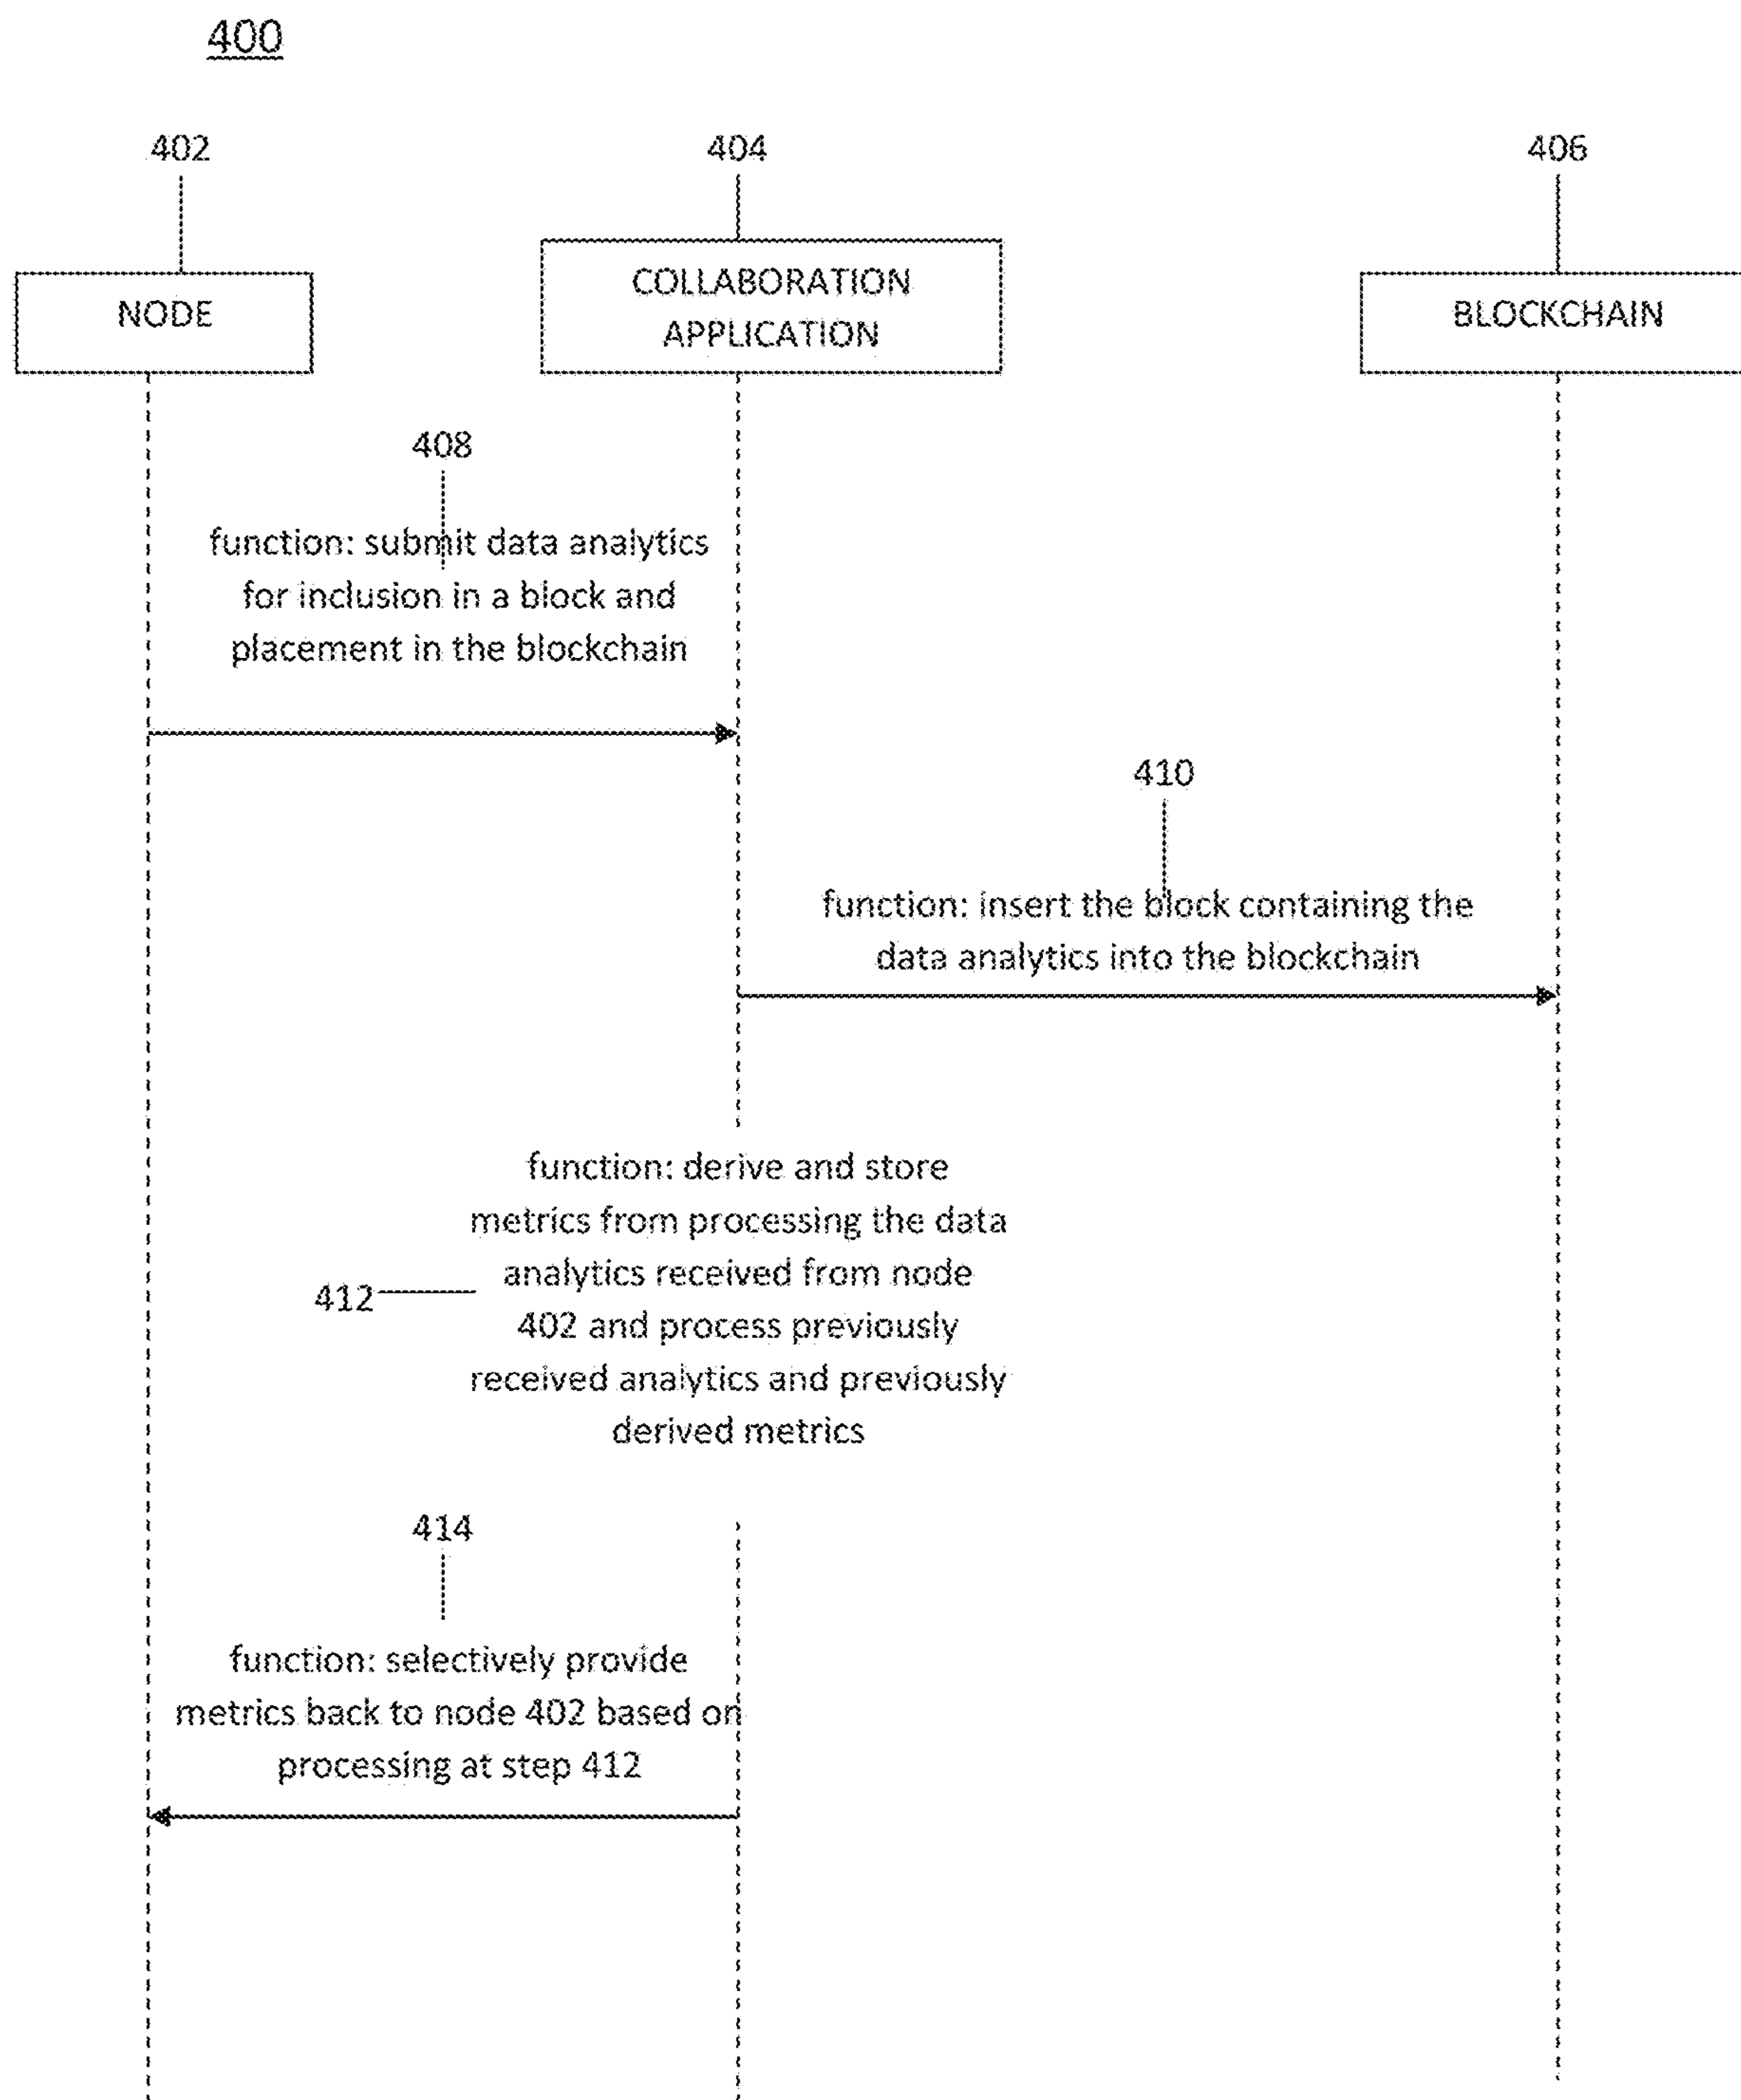 400
402
404
406
NODE
COLLABORATION
APPLICATION
BLOCKCHAIN
408
function: submit data analytics
for inclusion in a block and
placement in the blockchain
410
function: insert the block containing the
data analytics into the blockchain
function: derive and store
metrics from processing the data
analytics received from node
402 and process previously
received analytics and previously
derived metrics
412
414
function: selectively provide
metrics back to node 402 based on
processing at step 412